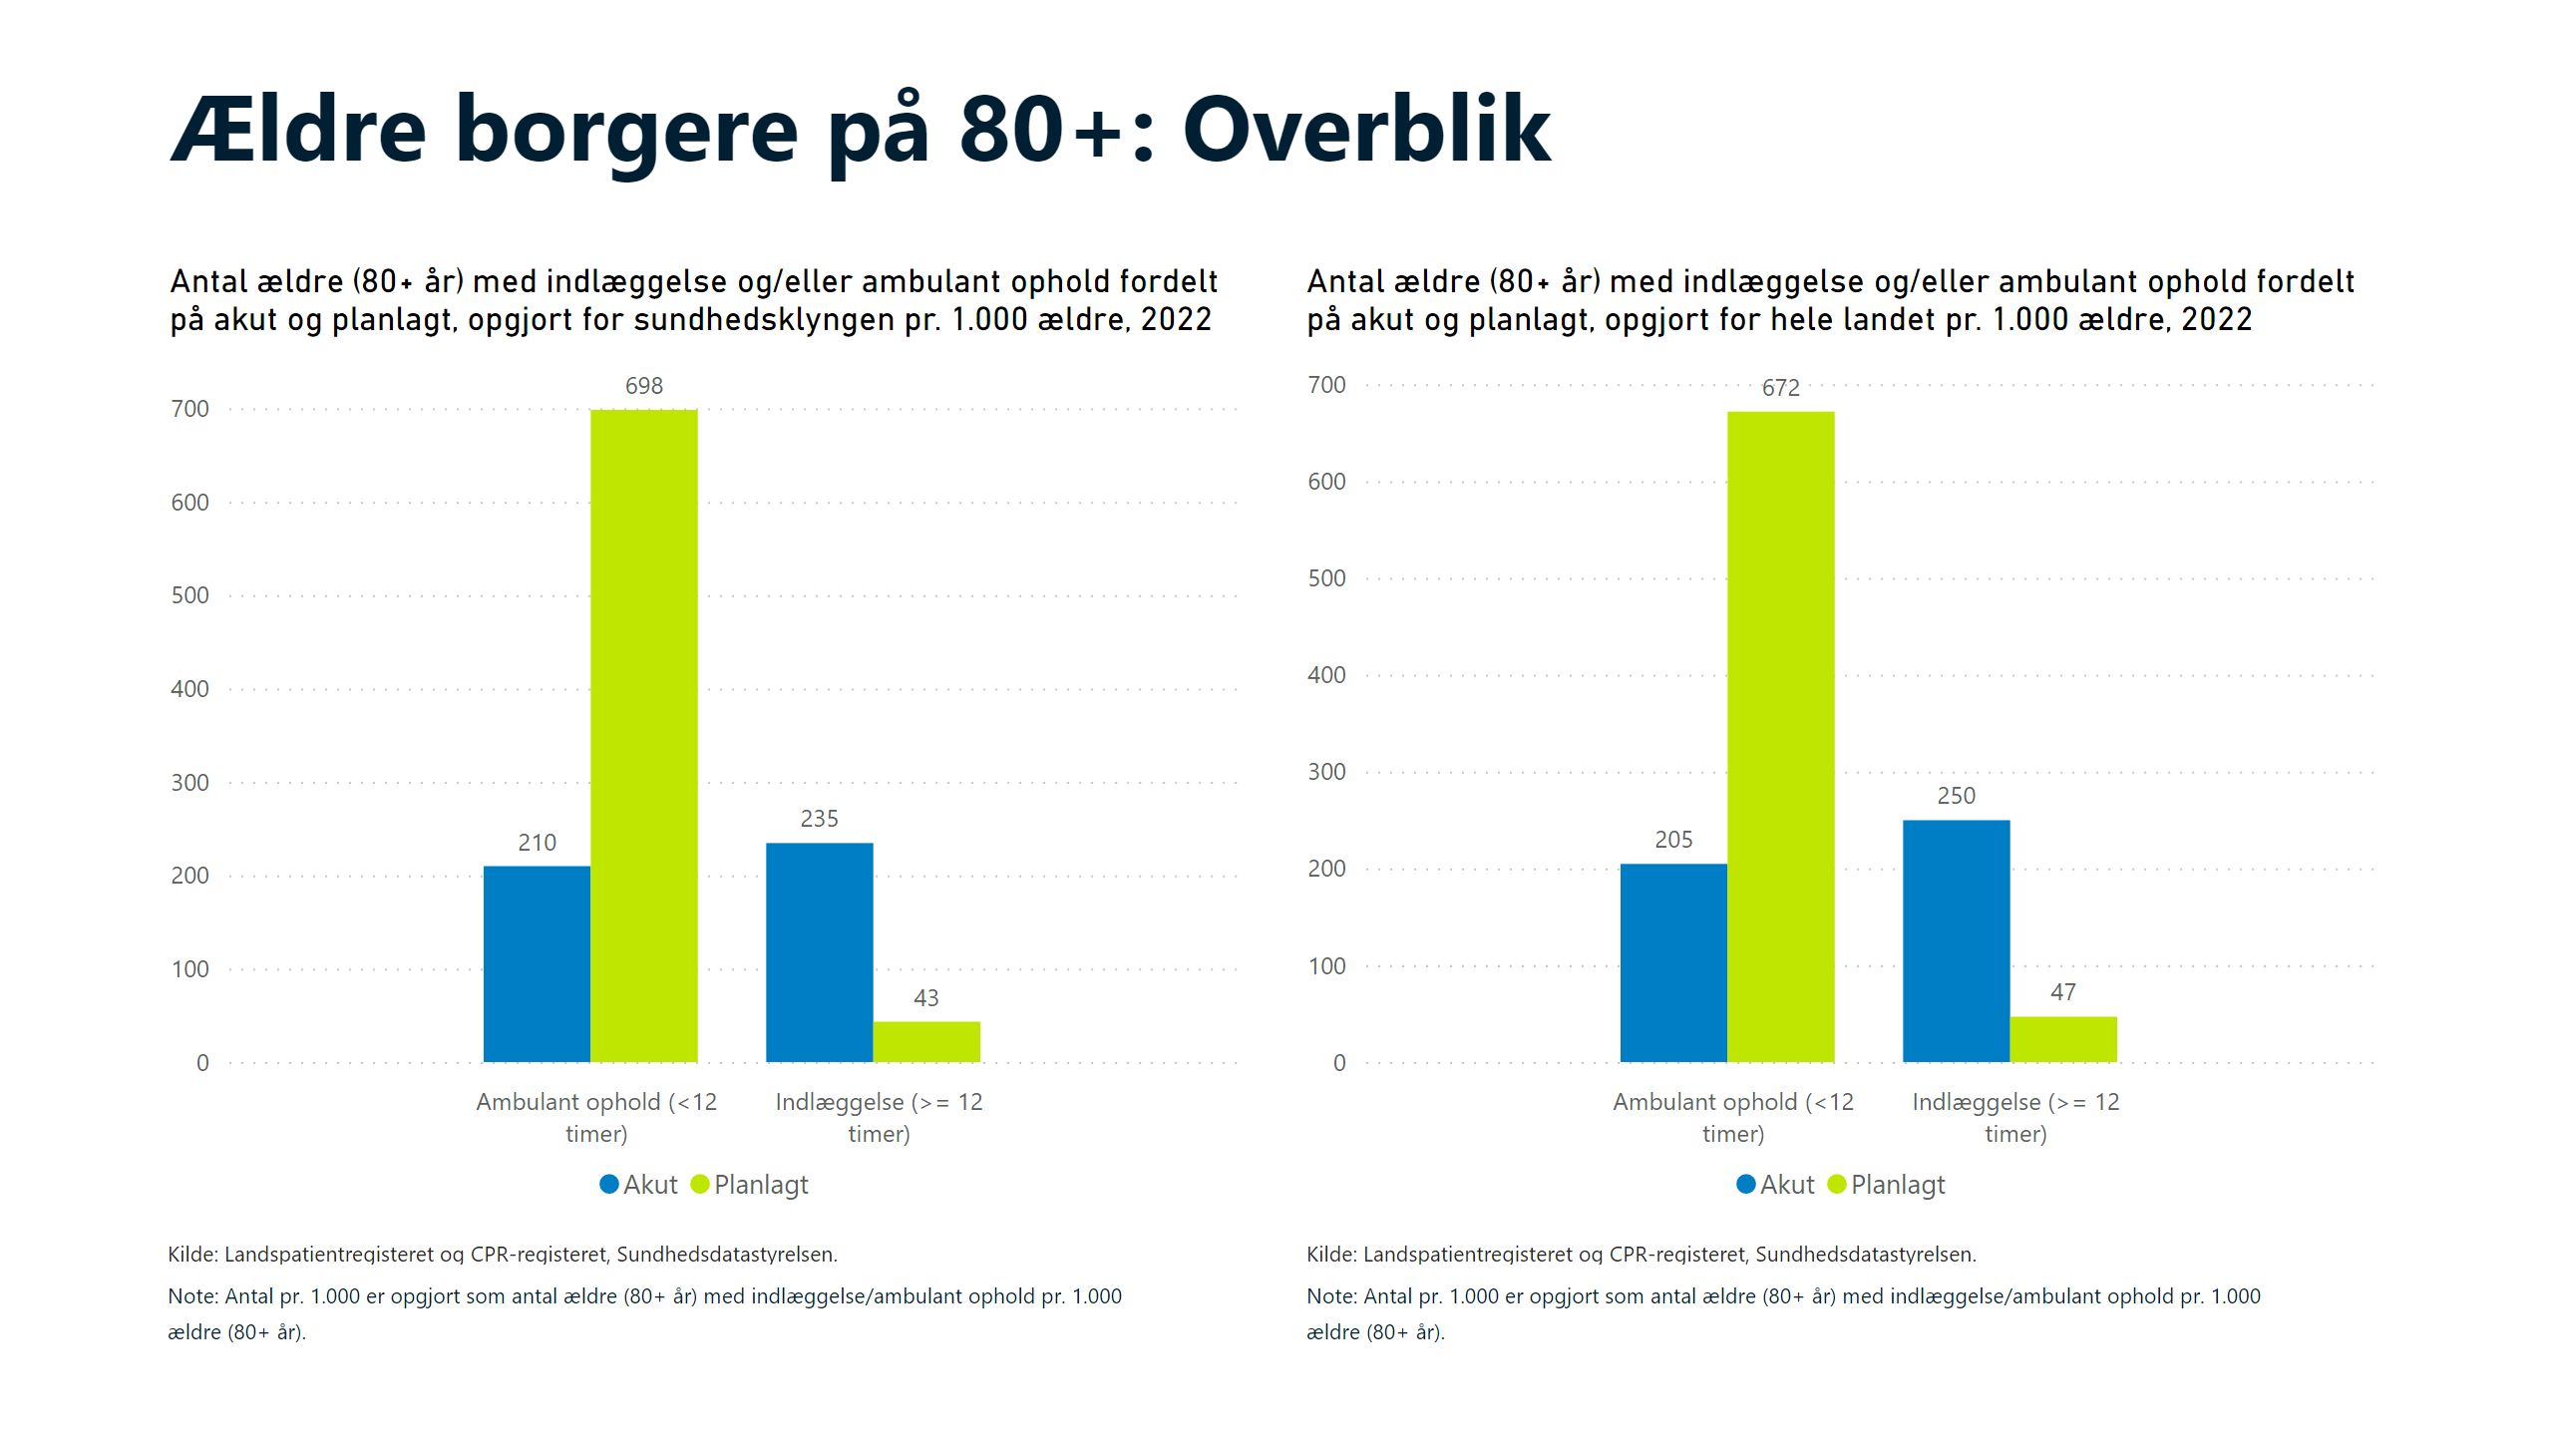 Ældre borgere på 80+: Overblik
Antal ældre (80+ år) med indlæggelse og/eller ambulant ophold fordelt
på akut og planlagt, opgjort for sundhedsklyngen pr. 1.000 ældre, 2022
700
600
500
400
300
200
100
0
698
210
235
43
Ambulant ophold (<12
timer)
Indlæggelse (>= 12
timer)
Akut Planlagt
Kilde: Landspatientregisteret og CPR-registeret, Sundhedsdatastyrelsen.
Note: Antal pr. 1.000 er opgjort som antal ældre (80+ år) med indlæggelse/ambulant ophold pr. 1.000
ældre (80+ år).
Antal ældre (80+ år) med indlæggelse og/eller ambulant ophold fordelt
på akut og planlagt, opgjort for hele landet pr. 1.000 ældre, 2022
700
600
500
400
300
200
100
0
672
205
250
47
Ambulant ophold (<12
timer)
Indlæggelse (>= 12
timer)
Akut Planlagt
Kilde: Landspatientregisteret og CPR-registeret, Sundhedsdatastyrelsen.
Note: Antal pr. 1.000 er opgjort som antal ældre (80+ år) med indlæggelse/ambulant ophold pr. 1.000
ældre (80+ år).